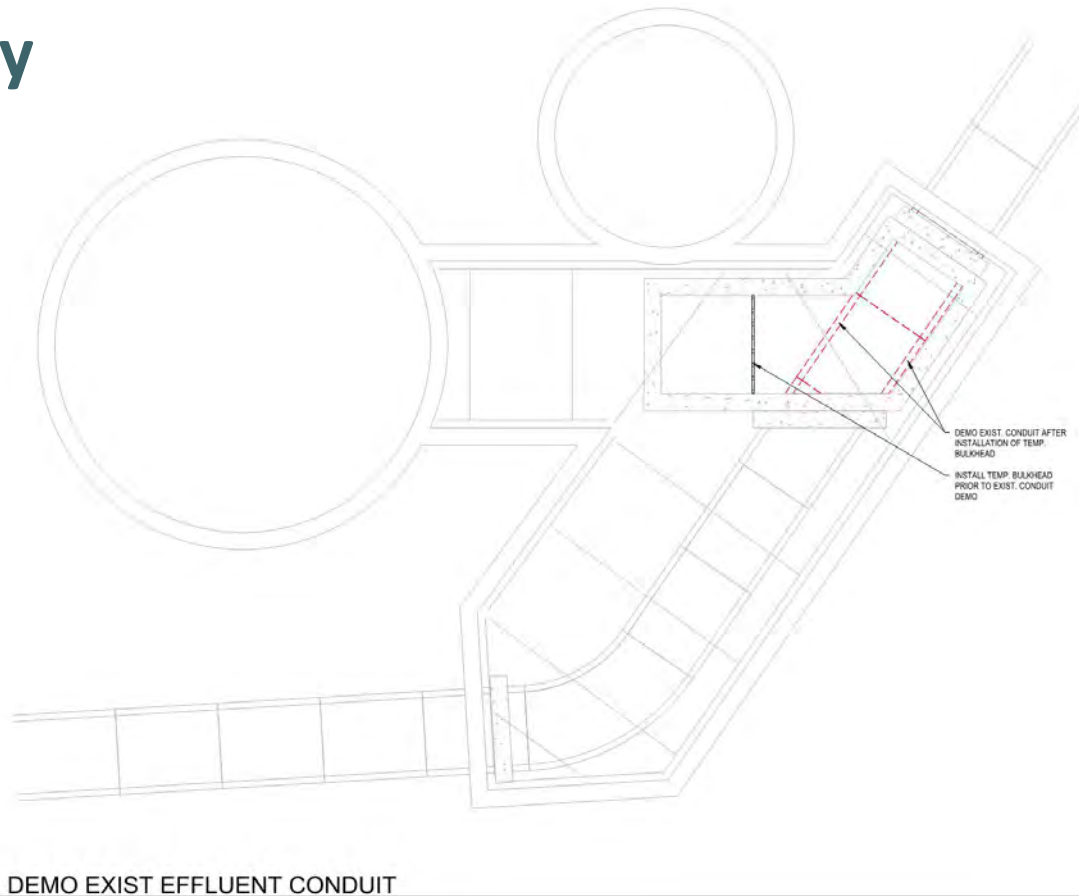 y
DEMO EXIST. CONDUIT AFTER
INSTALLATION OF TEMP.
BULKHEAD
INSTALL TEMP. BULKHEAD
PRIOR TO EXIST. CONDUIT
DEMO
DEMO EXIST EFFLUENT CONDUIT